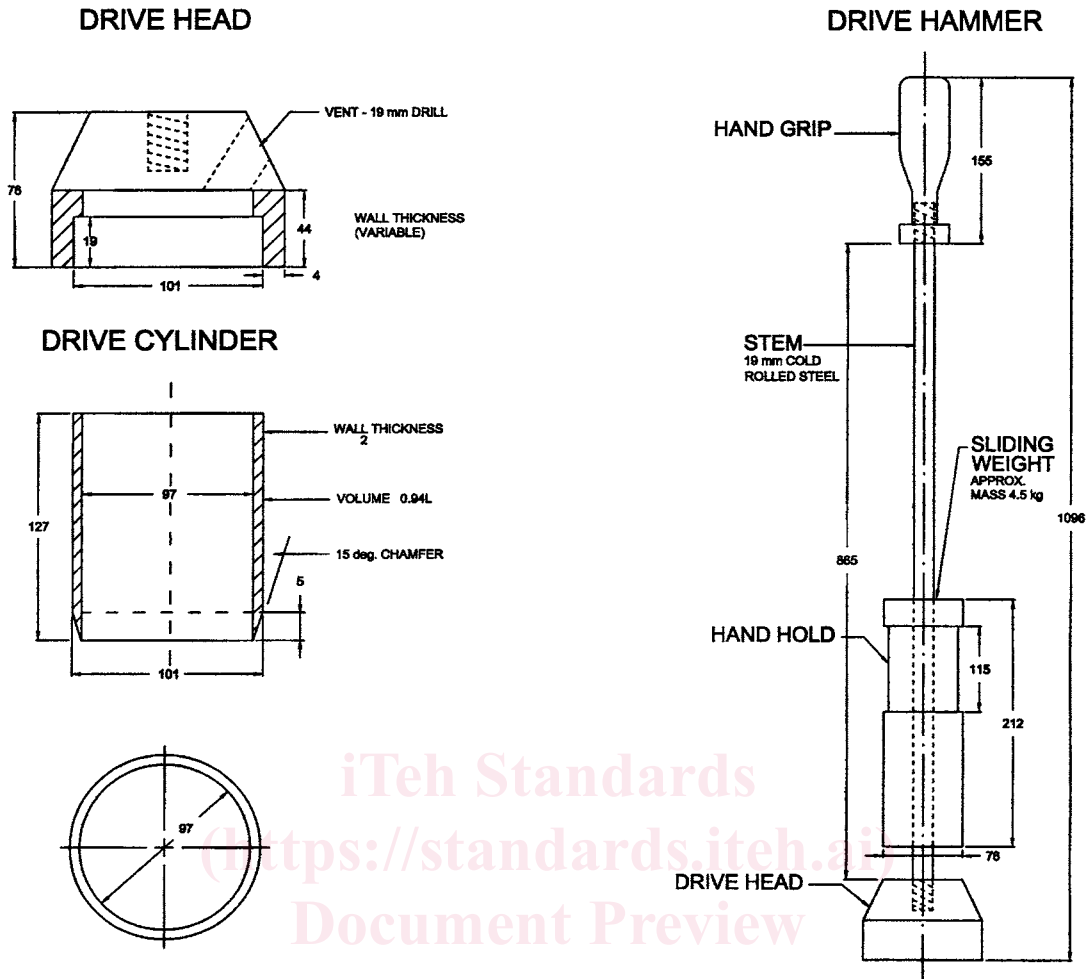 DRIVE HEAD
VENT - 19 mm DRILL
76
19
44
WALL THICKNESS
(VARIABLE)
101
4
DRIVE CYLINDER
WALL THICKNESS
2
97
VOLUME 0.94L
127
15 deg. CHAMFER
5
101
97
DRIVE HAMMER
HAND GRIP
155
STEM
19 mm COLD
ROLLED STEEL
SLIDING
WEIGHT
APPROX.
MASS 4.5 kg
1096
865
HAND HOLD
115
212
76
DRIVE HEAD
iTeh Standards
(https://standards.iteh.ai)
Document Preview